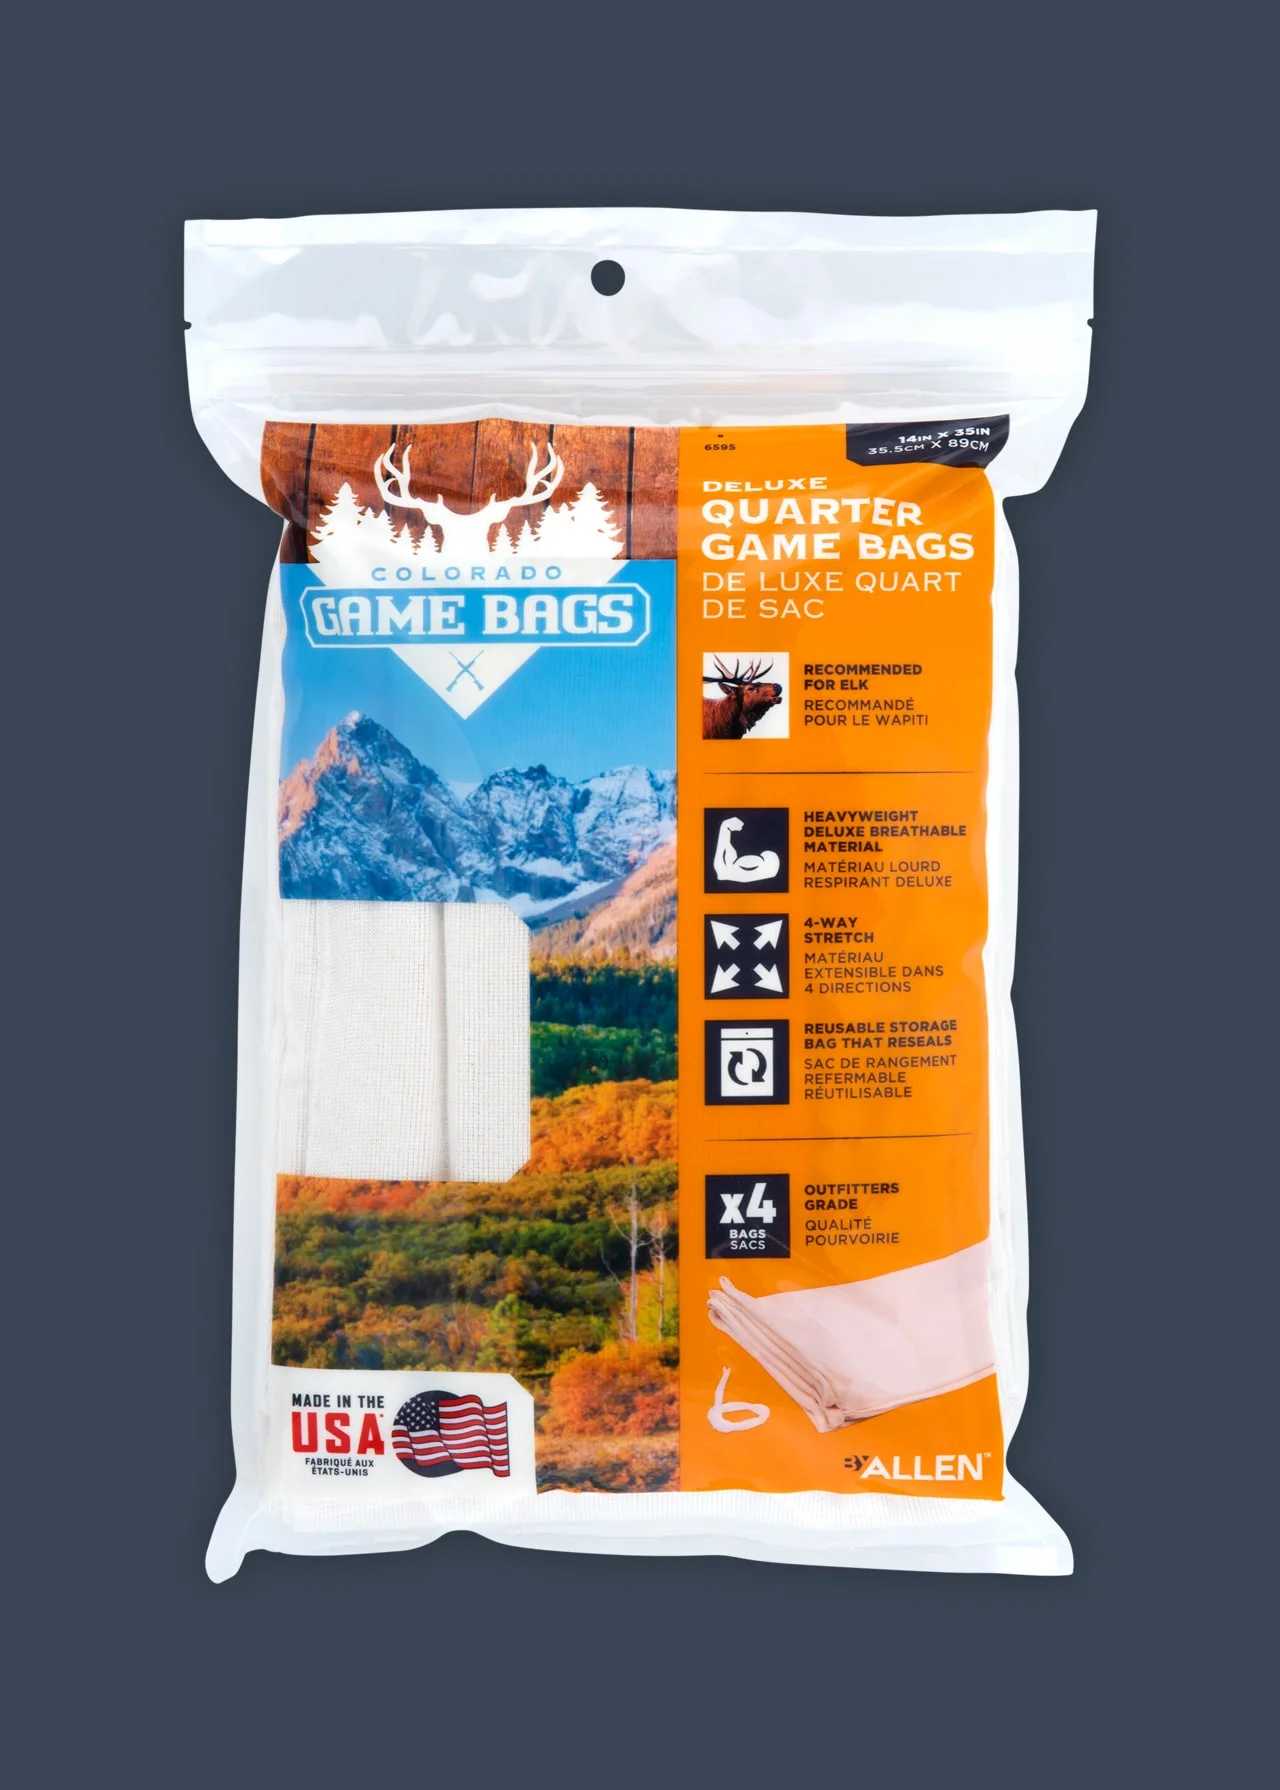 6595
14IN X 35IN
35.5CM X 89CM
DELUXE
QUARTER
GAME BAGS
DE LUXE QUART
DE SAC
COLORADO
GAME BAGS
RECOMMENDED
FOR ELK
RECOMMANDÉ
POUR LE WAPITI
HEAVYWEIGHT
DELUXE BREATHABLE
MATERIAL
MATÉRIAU LOURD
RESPIRANT DELUXE
4-WAY
STRETCH
MATÉRIAU
EXTENSIBLE DANS
4 DIRECTIONS
REUSABLE STORAGE
BAG THAT RESEALS
SAC DE RANGEMENT
REFERMABLE
RÉUTILISABLE
X4
BAGS
SACS
OUTFITTERS
GRADE
QUALITÉ
POURVOIRIE
MADE IN THE
USA*
FABRIQUÉ AUX
ÉTATS-UNIS
6
BY ALLEN™